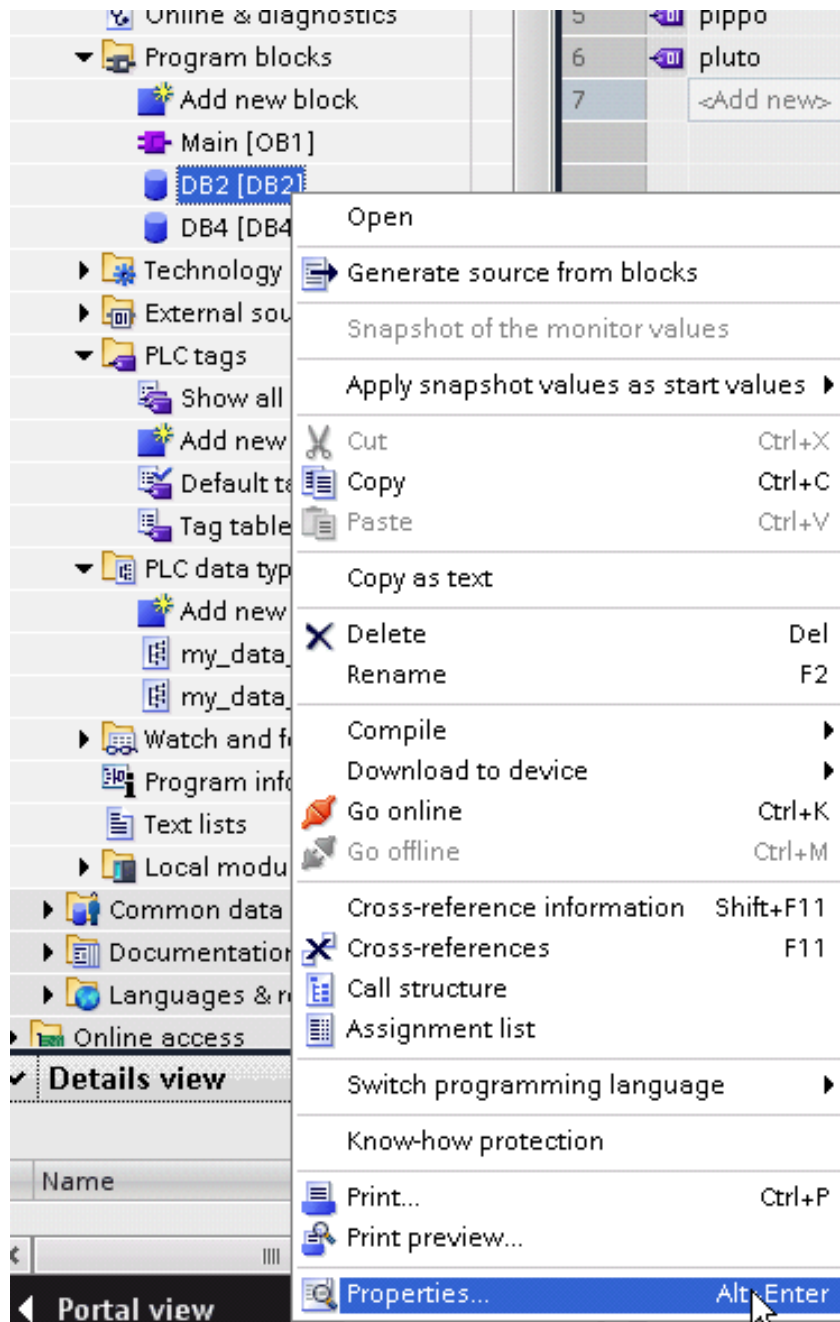 Online & diagnostics
Program blocks
Add new block
Main [OB1]
DB2 [DB2]
DB4 [DB4
Technology
External sou
PLC tags
Show all
Add new
Default ta
Tag table
PLC data typ
Add new
my_data_
my_data_
Watch and fo
Program info
Text lists
Local modu
Common data
Documentation
Languages & re
Online access
Details view
Name
Portal view
5 pippo
6 pluto
7 <Add new>
Open
Generate source from blocks
Snapshot of the monitor values
Apply snapshot values as start values
Cut Ctrl+X
Copy Ctrl+C
Paste Ctrl+V
Copy as text
Delete Del
Rename F2
Compile
Download to device
Go online Ctrl+K
Go offline Ctrl+M
Cross-reference information Shift+F11
Cross-references F11
Call structure
Assignment list
Switch programming language
Know-how protection
Print... Ctrl+P
Print preview...
Properties... Alt+Enter